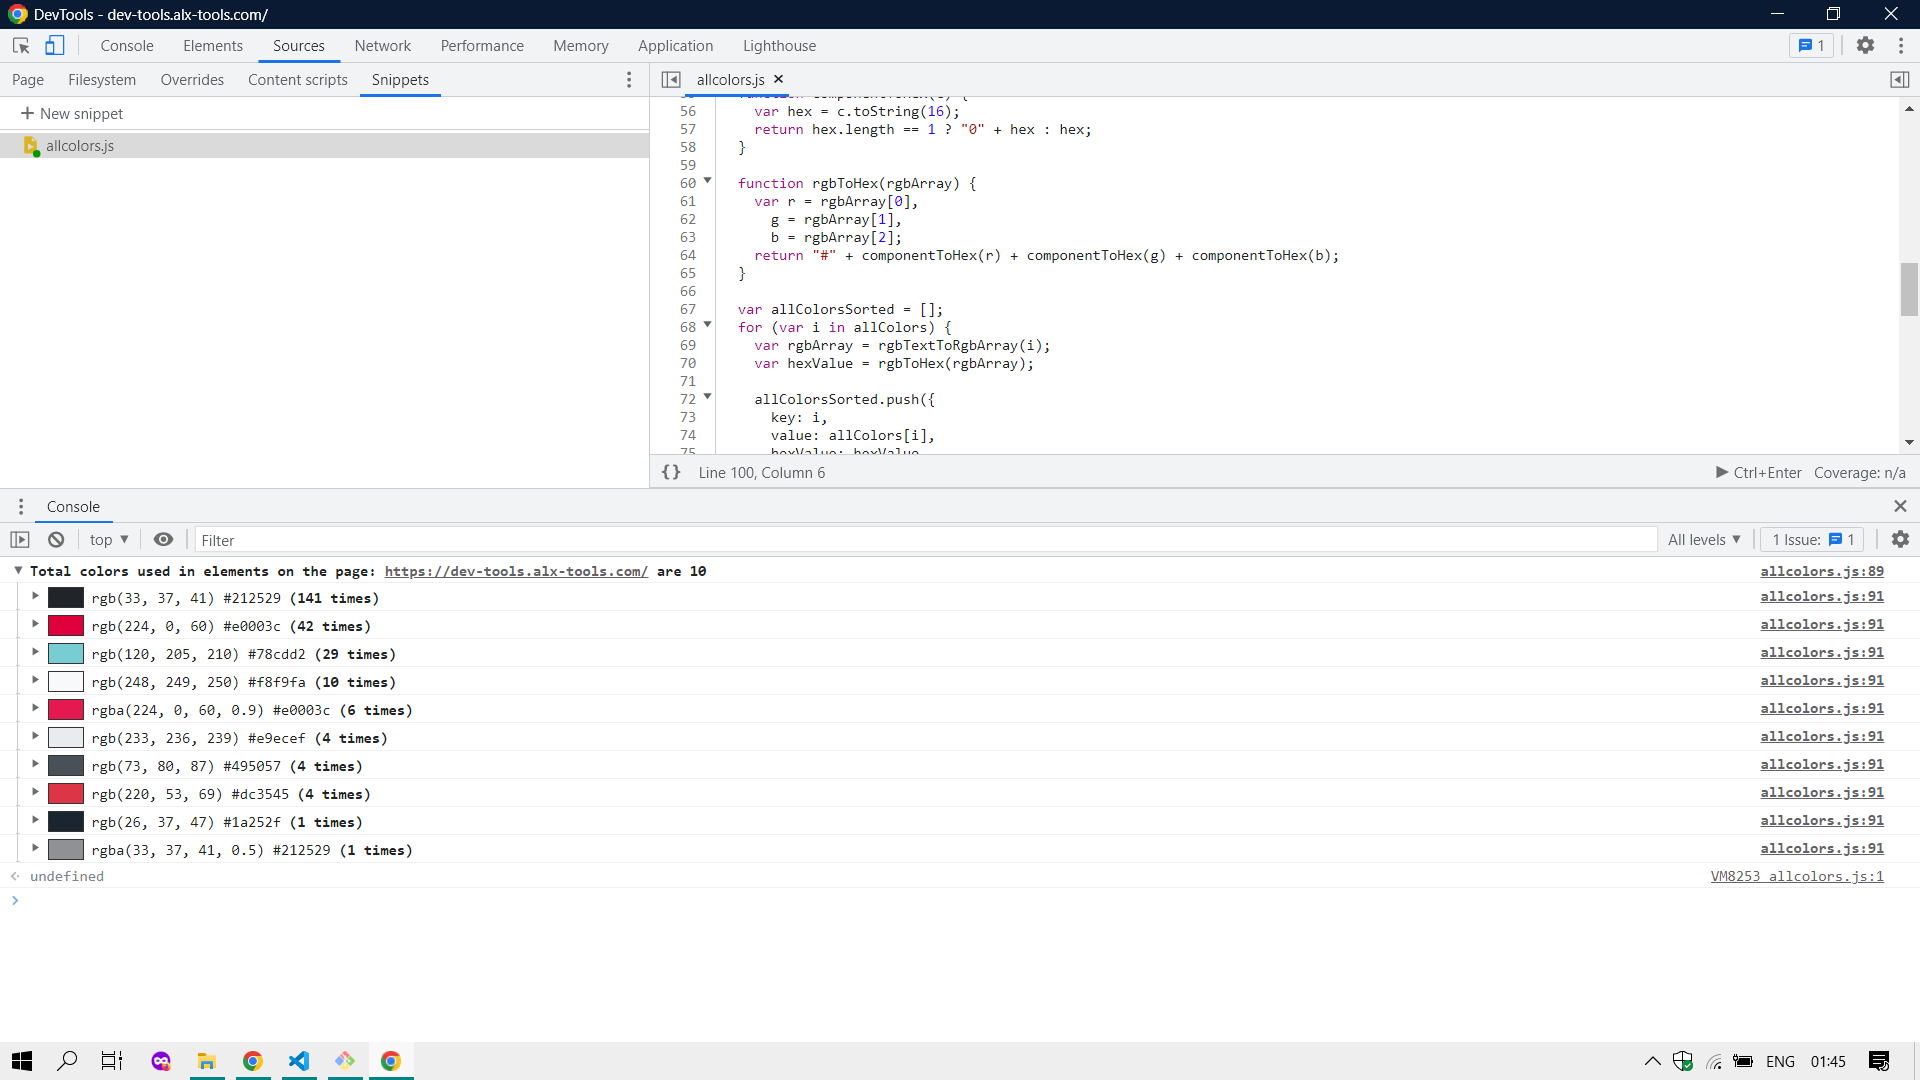 DevTools - dev-tools.alx-tools.com/
Console Elements Sources Network Performance Memory Application Lighthouse 1
Page Filesystem Overrides Content scripts Snippets
allcolors.js
New snippet
allcolors.js
56 var hex = c.toString(16);
57 return hex.length == 1 ? "0" + hex : hex;
58 }
59
60 function rgbToHex(rgbArray) {
61 var r = rgbArray[0],
62 g = rgbArray[1],
63 b = rgbArray[2];
64 return "#" + componentToHex(r) + componentToHex(g) + componentToHex(b);
65 }
66
67 var allColorsSorted = [];
68 for (var i in allColors) {
69 var rgbArray = rgbTextToRgbArray(i);
70 var hexValue = rgbToHex(rgbArray);
71
72 allColorsSorted.push({
73 key: i,
74 value: allColors[i],
75 hexValue: hexValue
{} Line 100, Column 6 Ctrl+Enter Coverage: n/a
Console
top Filter All levels 1 Issue: 1
Total colors used in elements on the page: https://dev-tools.alx-tools.com/ are 10 allcolors.js:89
rgb(33, 37, 41) #212529 (141 times) allcolors.js:91
rgb(224, 0, 60) #e0003c (42 times) allcolors.js:91
rgb(120, 205, 210) #78cdd2 (29 times) allcolors.js:91
rgb(248, 249, 250) #f8f9fa (10 times) allcolors.js:91
rgba(224, 0, 60, 0.9) #e0003c (6 times) allcolors.js:91
rgb(233, 236, 239) #e9ecef (4 times) allcolors.js:91
rgb(73, 80, 87) #495057 (4 times) allcolors.js:91
rgb(220, 53, 69) #dc3545 (4 times) allcolors.js:91
rgb(26, 37, 47) #1a252f (1 times) allcolors.js:91
rgba(33, 37, 41, 0.5) #212529 (1 times) allcolors.js:91
undefined VM8253 allcolors.js:1
ENG 01:45